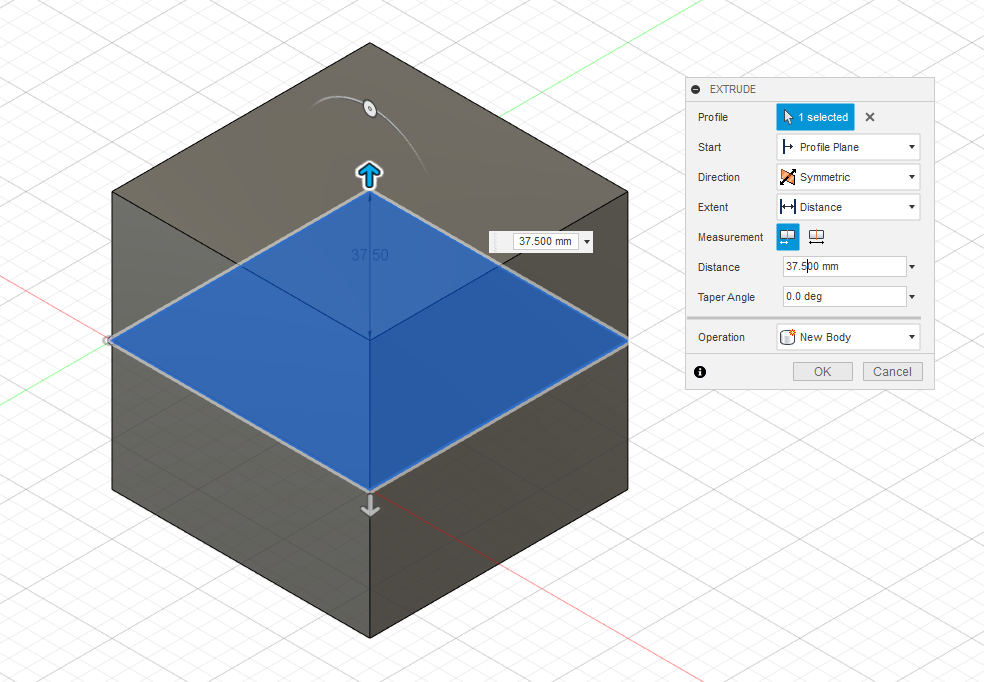 EXTRUDE
Profile 1 selected
Start Profile Plane
Direction Symmetric
Extent Distance
Measurement
Distance 37.500 mm
Taper Angle 0.0 deg
Operation New Body
OK Cancel
37.500 mm
37.50